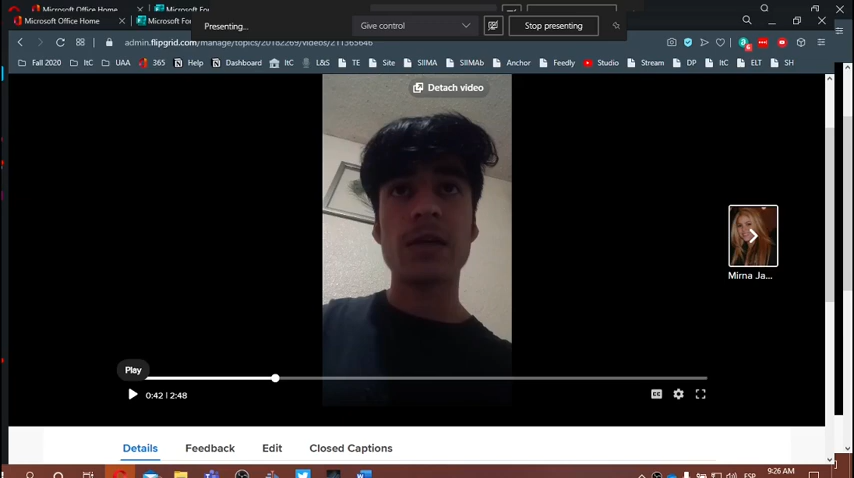 Microsoft Office Home
Microsoft Fou
Microsoft Office Home
Microsoft Fo
Presenting...
Give control
Stop presenting
admin.flipgrid.com/manage/topics/20182269/videos/211365646
Fall 2020
ItC
UAA
365
Help
Dashboard
ItC
L&S
TE
Site
SIIMA
SIIMAb
Anchor
Feedly
Studio
Stream
DP
ItC
ELT
SH
Detach video
Mirna Ja...
Play
0:42 | 2:48
CC
Details
Feedback
Edit
Closed Captions
ESP
9:26 AM